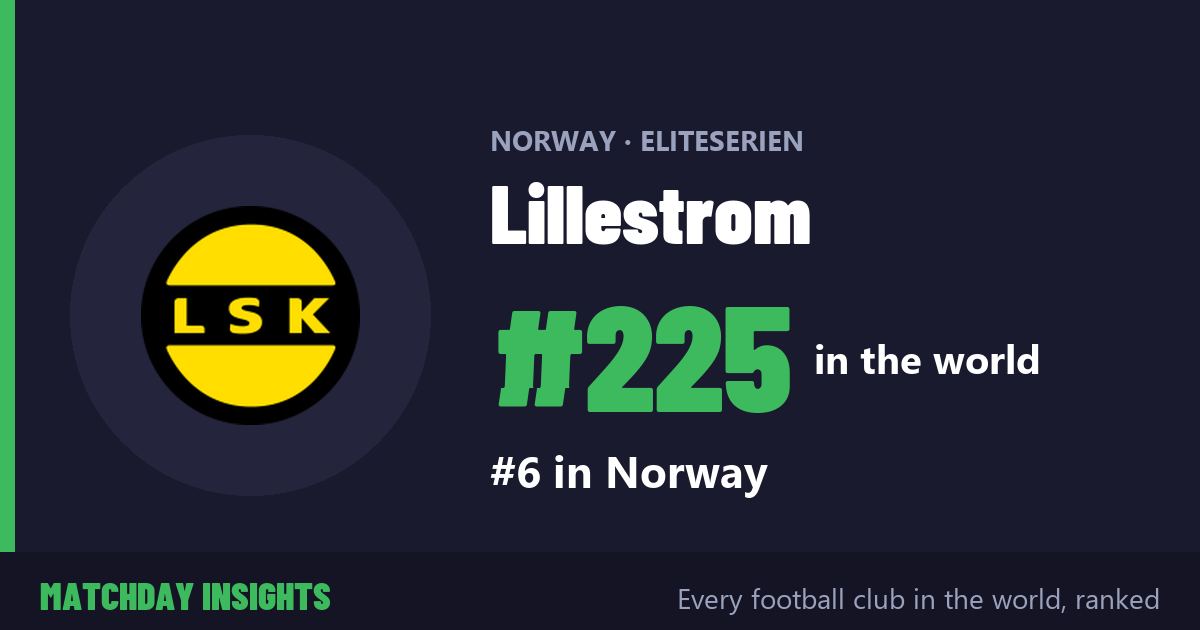 NORWAY · ELITESERIEN
Lillestrom
LSK
#225 in the world
#6 in Norway
MATCHDAY INSIGHTS
Every football club in the world, ranked